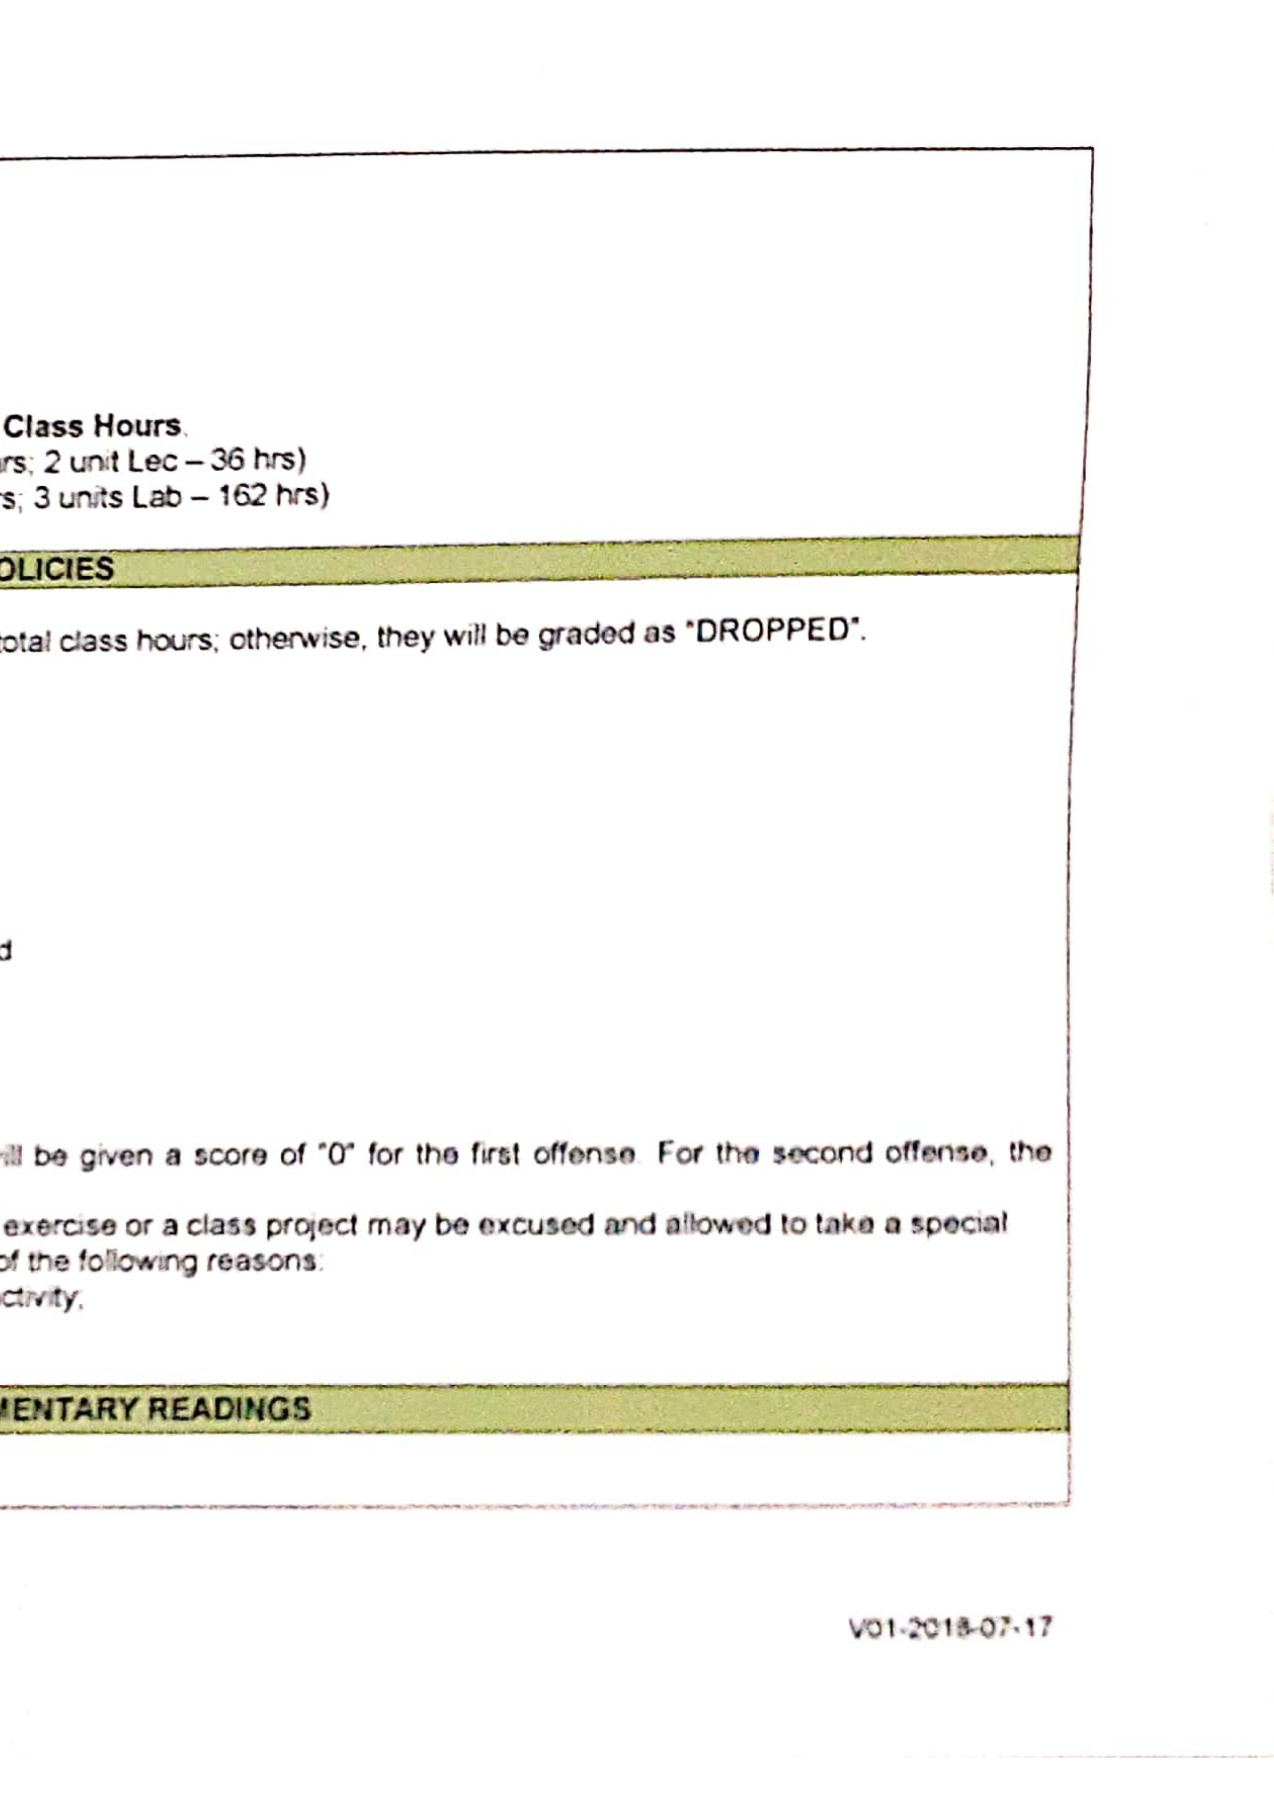 Class Hours.
rs; 2 unit Lec – 36 hrs)
s; 3 units Lab – 162 hrs)
OLICIES
total class hours; otherwise, they will be graded as "DROPPED".
d
ill be given a score of "0" for the first offense. For the second offense, the
exercise or a class project may be excused and allowed to take a special
of the following reasons:
ctivity;
MENTARY READINGS
V01-2018-07-17